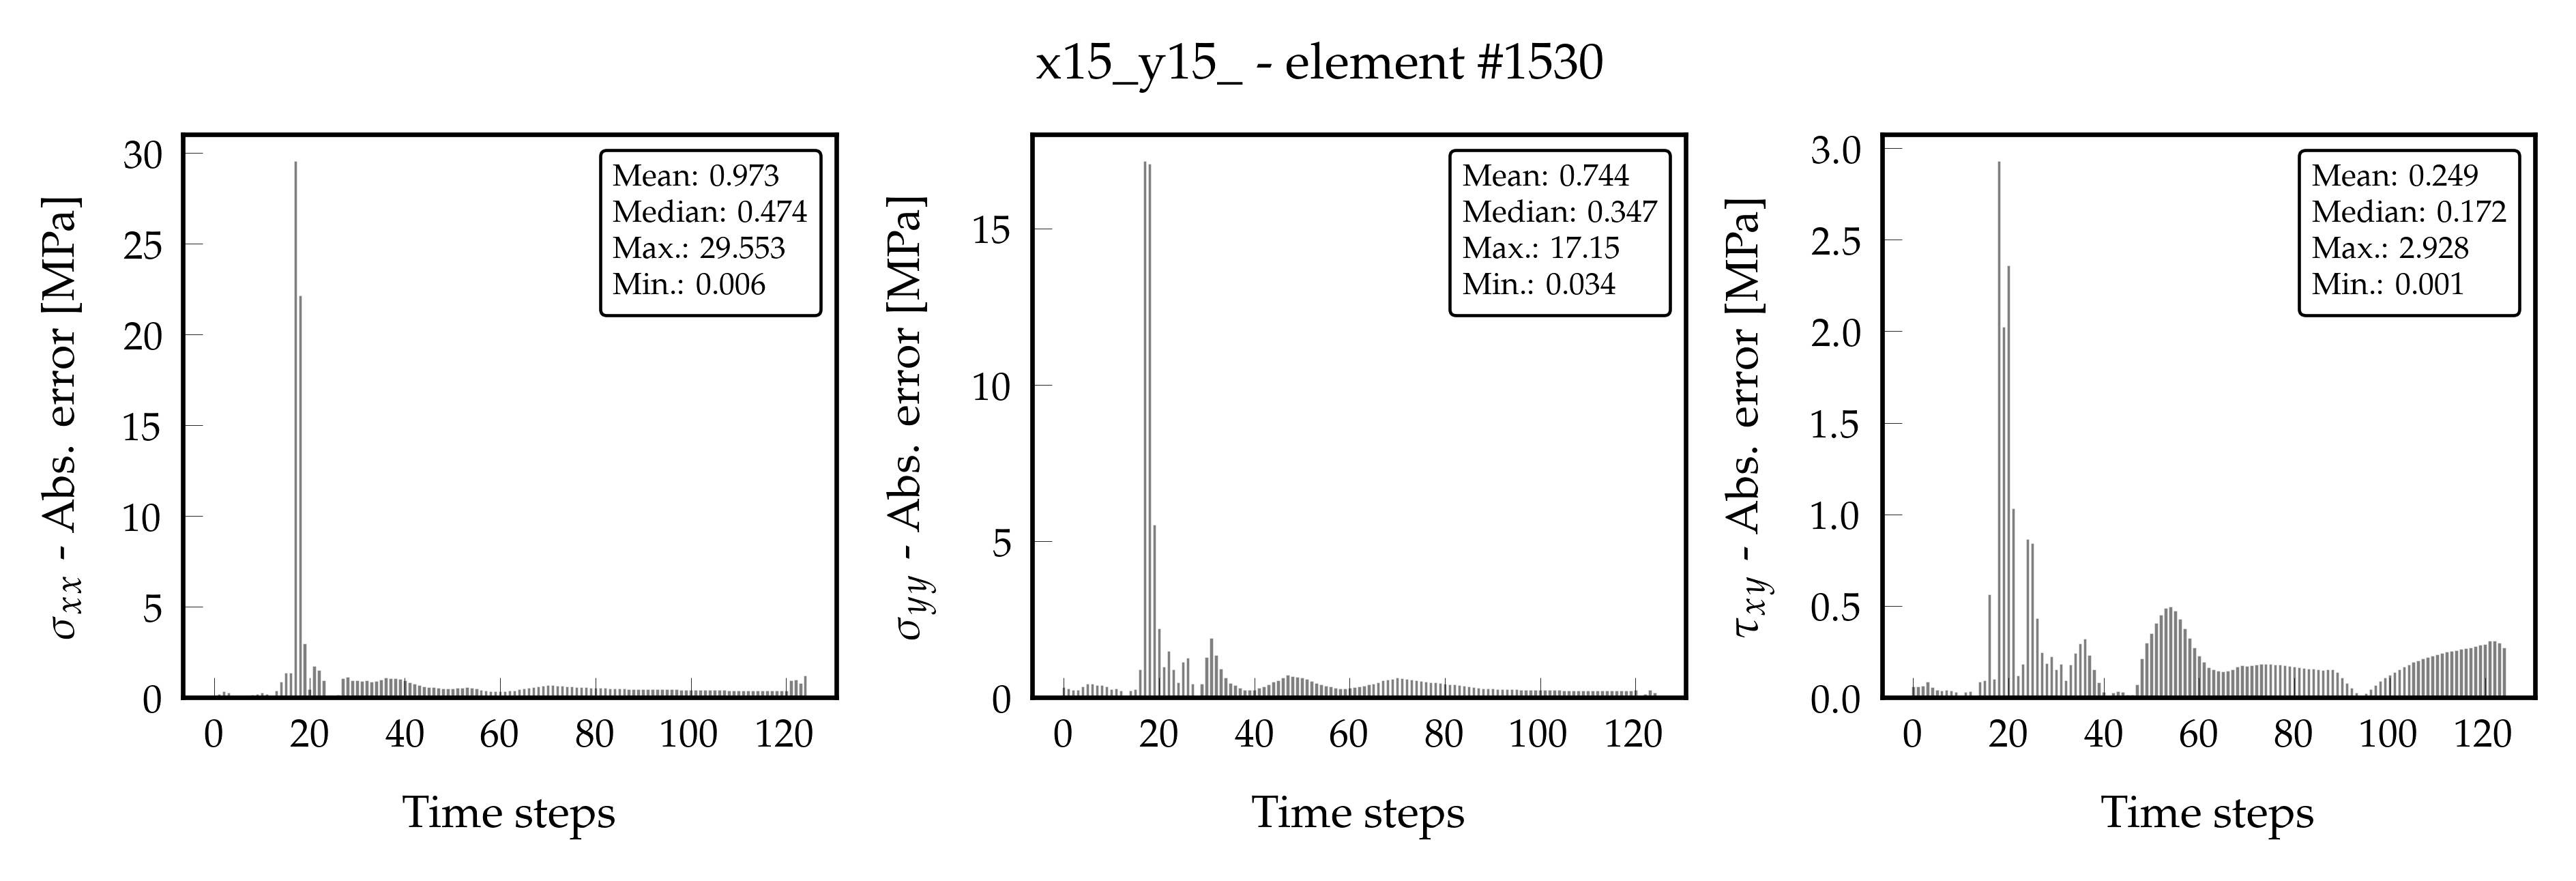 x15_y15_ - element #1530
σxx - Abs. error [MPa]
30
25
20
15
10
5
0
Mean: 0.973
Median: 0.474
Max.: 29.553
Min.: 0.006
0 20 40 60 80 100 120
Time steps
σyy - Abs. error [MPa]
15
10
5
0
Mean: 0.744
Median: 0.347
Max.: 17.15
Min.: 0.034
0 20 40 60 80 100 120
Time steps
τxy - Abs. error [MPa]
3.0
2.5
2.0
1.5
1.0
0.5
0.0
Mean: 0.249
Median: 0.172
Max.: 2.928
Min.: 0.001
0 20 40 60 80 100 120
Time steps